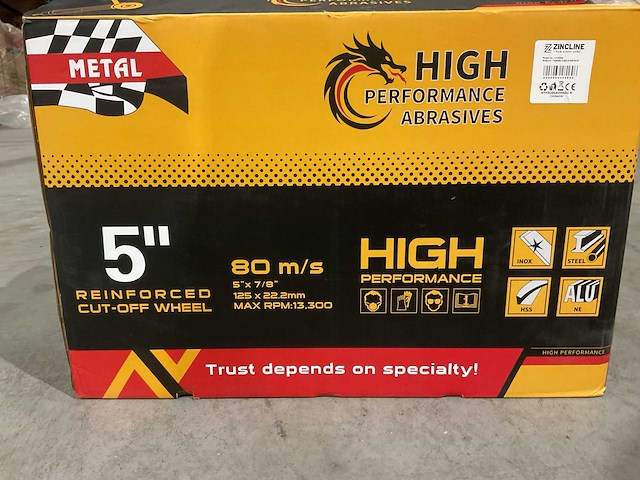 METAL
HIGH
PERFORMANCE
ABRASIVES
ZINCLINE
5"
REINFORCED
CUT-OFF WHEEL
80 m/s
5"x 7/8"
125 x 22.2mm
MAX RPM:13.300
HIGH
PERFORMANCE
INOX
STEEL
HSS
ALU
NE
HIGH PERFORMANCE
Trust depends on specialty!